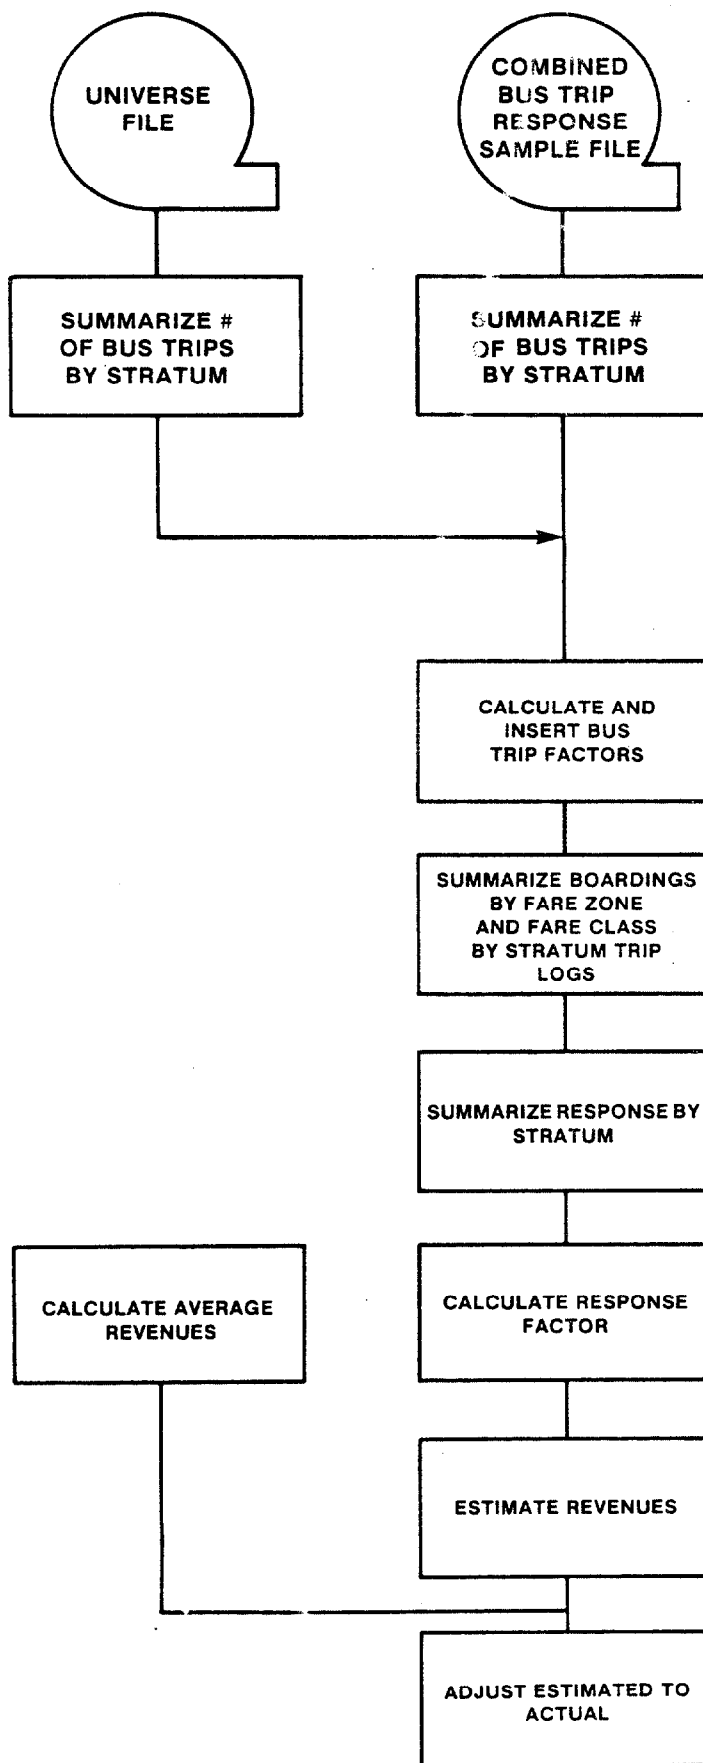 UNIVERSE
FILE
COMBINED
BUS TRIP
RESPONSE
SAMPLE FILE
SUMMARIZE #
OF BUS TRIPS
BY STRATUM
SUMMARIZE #
OF BUS TRIPS
BY STRATUM
CALCULATE AND
INSERT BUS
TRIP FACTORS
SUMMARIZE BOARDINGS
BY FARE ZONE
AND FARE CLASS
BY STRATUM TRIP
LOGS
SUMMARIZE RESPONSE BY
STRATUM
CALCULATE AVERAGE
REVENUES
CALCULATE RESPONSE
FACTOR
ESTIMATE REVENUES
ADJUST ESTIMATED TO
ACTUAL